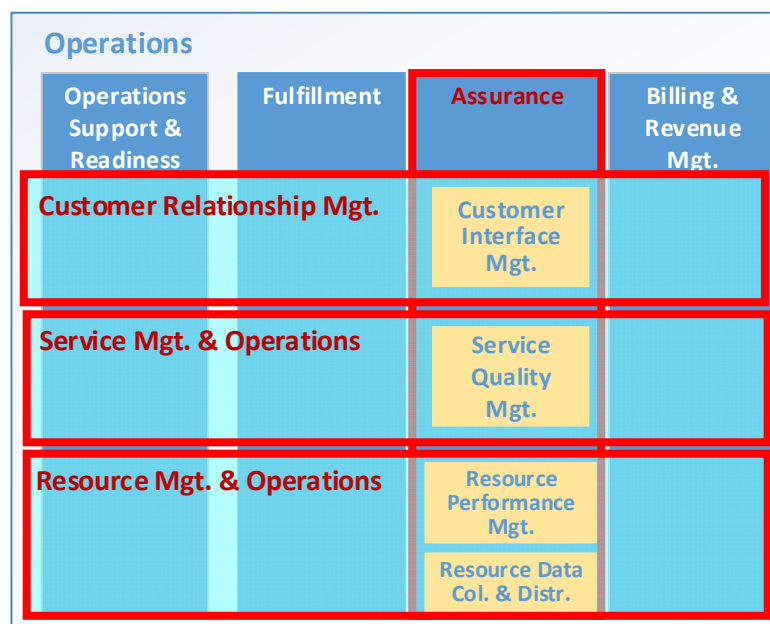 Operations
Operations
Support &
Readiness
Fulfillment
Assurance
Billing &
Revenue
Mgt.
Customer Relationship Mgt.
Customer
Interface
Mgt.
Service Mgt. & Operations
Service
Quality
Mgt.
Resource Mgt. & Operations
Resource
Performance
Mgt.
Resource Data
Col. & Distr.